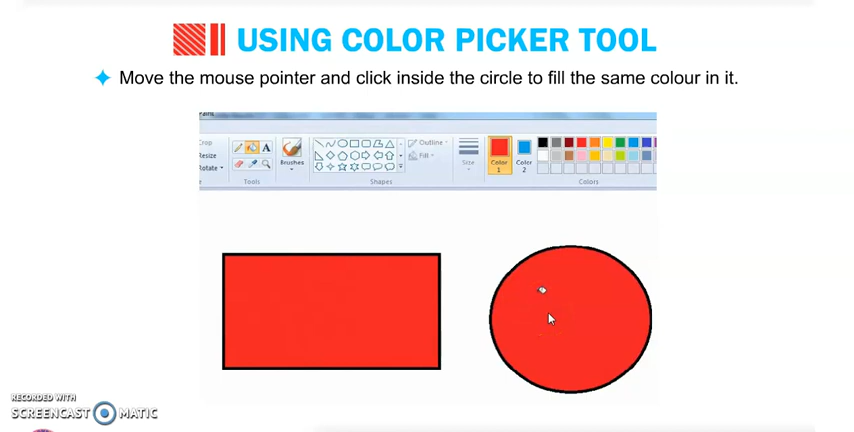 USING COLOR PICKER TOOL
Move the mouse pointer and click inside the circle to fill the same colour in it.
Paint
Crop
Resize
Rotate
A
Tools
Brushes
Shapes
Outline
Fill
Size
Color
1
Color
2
Colors
RECORDED WITH
SCREENCAST MATIC